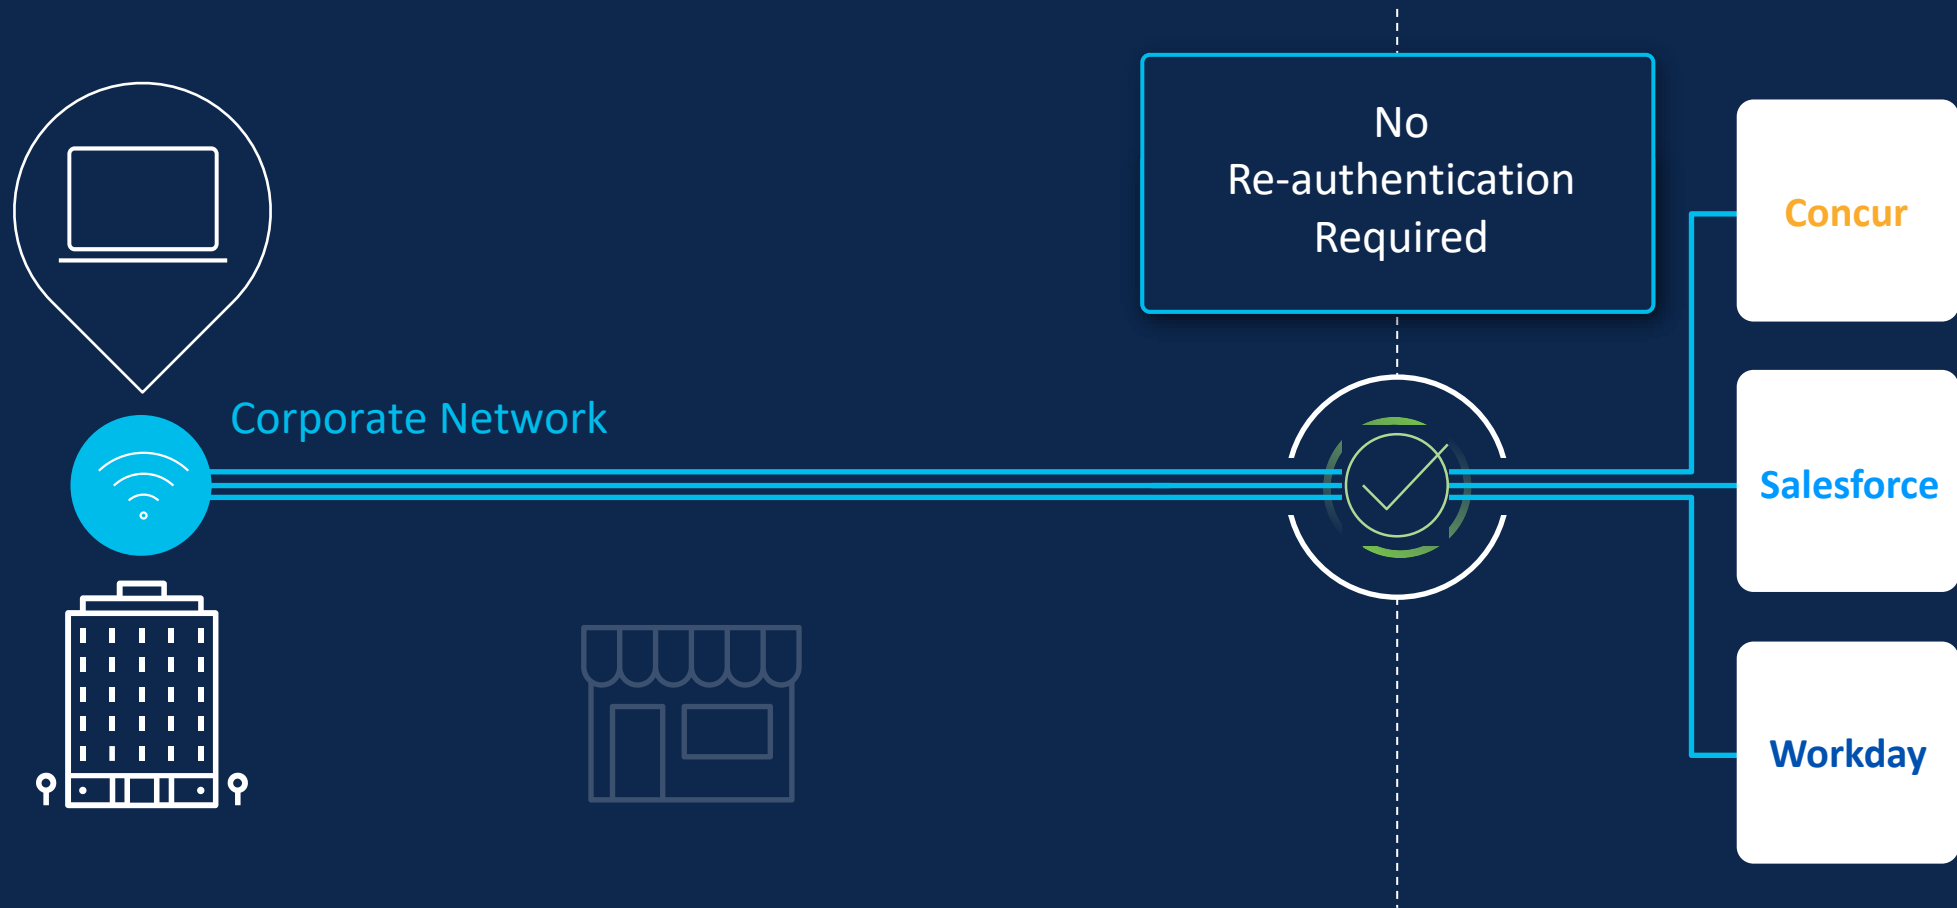 No
Re-authentication
Required
Concur
Corporate Network
Salesforce
Workday